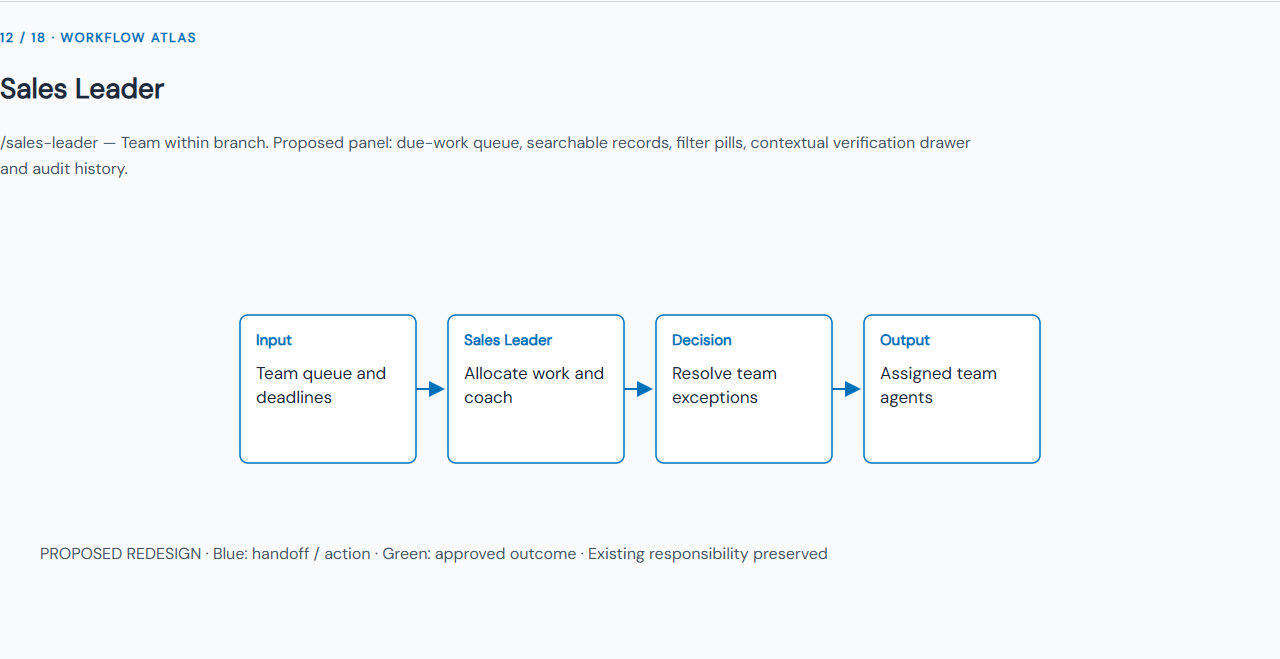 12 / 18 · WORKFLOW ATLAS
Sales Leader
/sales-leader — Team within branch. Proposed panel: due-work queue, searchable records, filter pills, contextual verification drawer
and audit history.
Input
Team queue and
deadlines
Sales Leader
Allocate work and
coach
Decision
Resolve team
exceptions
Output
Assigned team
agents
PROPOSED REDESIGN · Blue: handoff / action · Green: approved outcome · Existing responsibility preserved